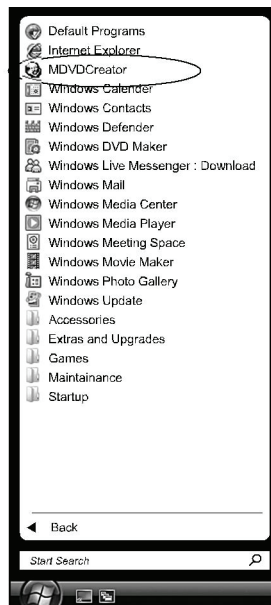 Default Programs
Internet Explorer
MDVDCreator
Windows Calender
Windows Contacts
Windows Defender
Windows DVD Maker
Windows Live Messenger : Download
Windows Mail
Windows Media Center
Windows Media Player
Windows Meeting Space
Windows Movie Maker
Windows Photo Gallery
Windows Update
Accessories
Extras and Upgrades
Games
Maintainance
Startup
Back
Start Search